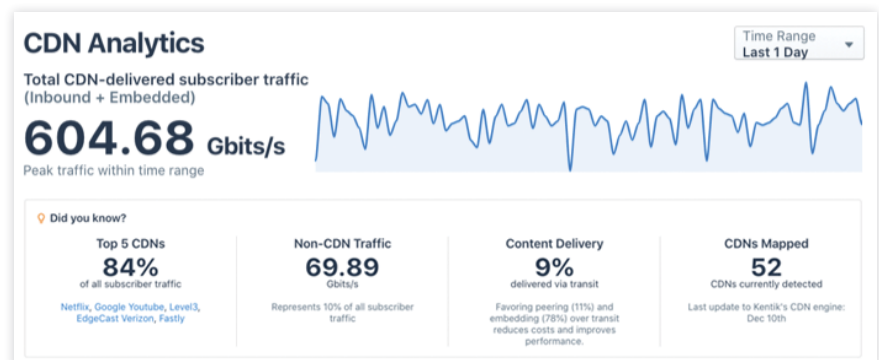 CDN Analytics
Time Range
Last 1 Day
Total CDN-delivered subscriber traffic
(Inbound + Embedded)
604.68 Gbits/s
Peak traffic within time range
Did you know?
Top 5 CDNs
84%
of all subscriber traffic
Netflix, Google Youtube, Level3,
EdgeCast Verizon, Fastly
Non-CDN Traffic
69.89
Gbits/s
Represents 10% of all subscriber
traffic
Content Delivery
9%
delivered via transit
Favoring peering (11%) and
embedding (78%) over transit
reduces costs and improves
performance.
CDNs Mapped
52
CDNs currently detected
Last update to Kentik's CDN engine:
Dec 10th